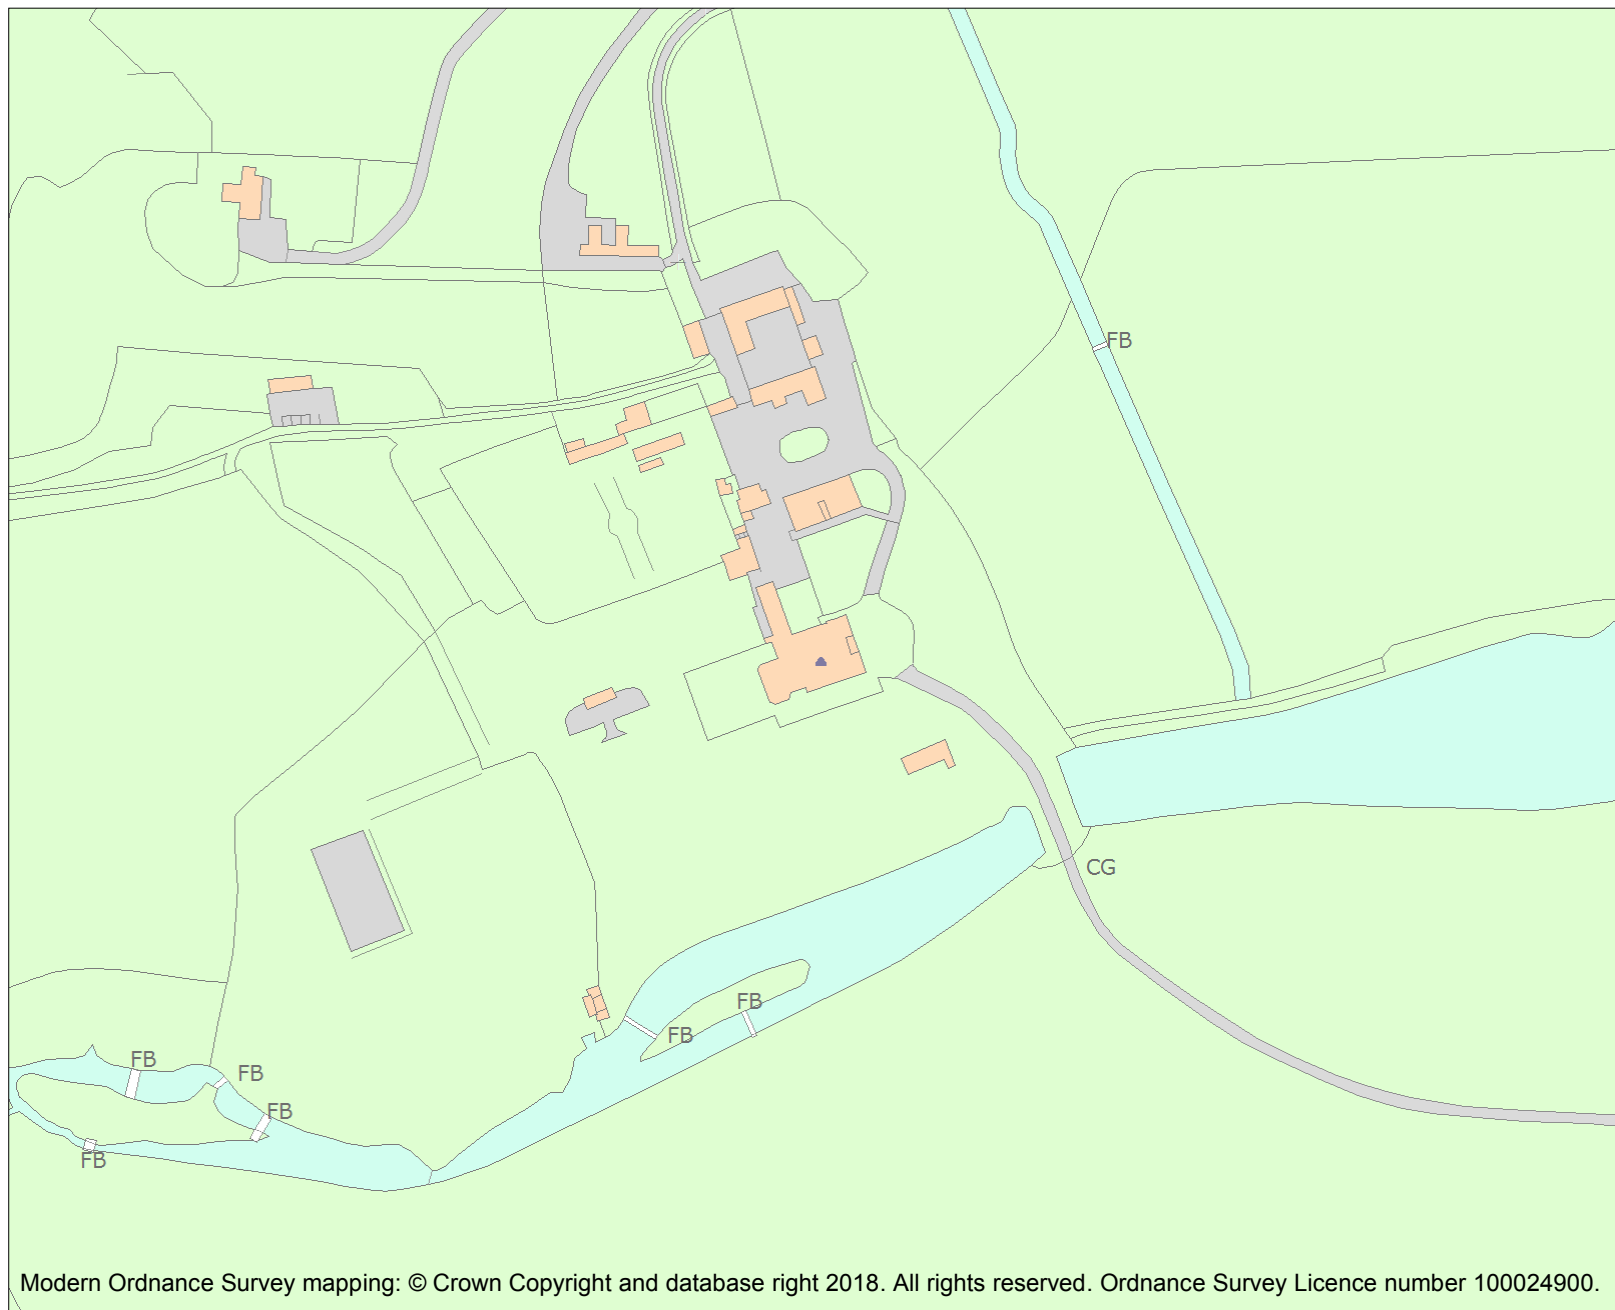 FB
CG
FB
FB
FB
FB
FB
FB
Modern Ordnance Survey mapping: © Crown Copyright and database right 2018. All rights reserved. Ordnance Survey Licence number 100024900.